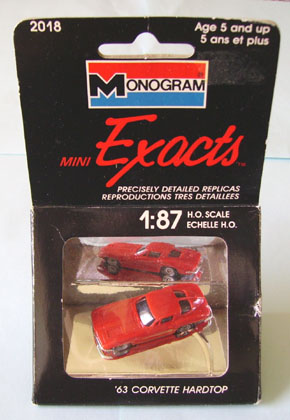 2018
Age 5 and up
5 ans et plus
MONOGRAM
MINI Exacts™
PRECISELY DETAILED REPLICAS
REPRODUCTIONS TRES DETAILLEES
1:87 H.O. SCALE
ECHELLE H.O.
'63 CORVETTE HARDTOP